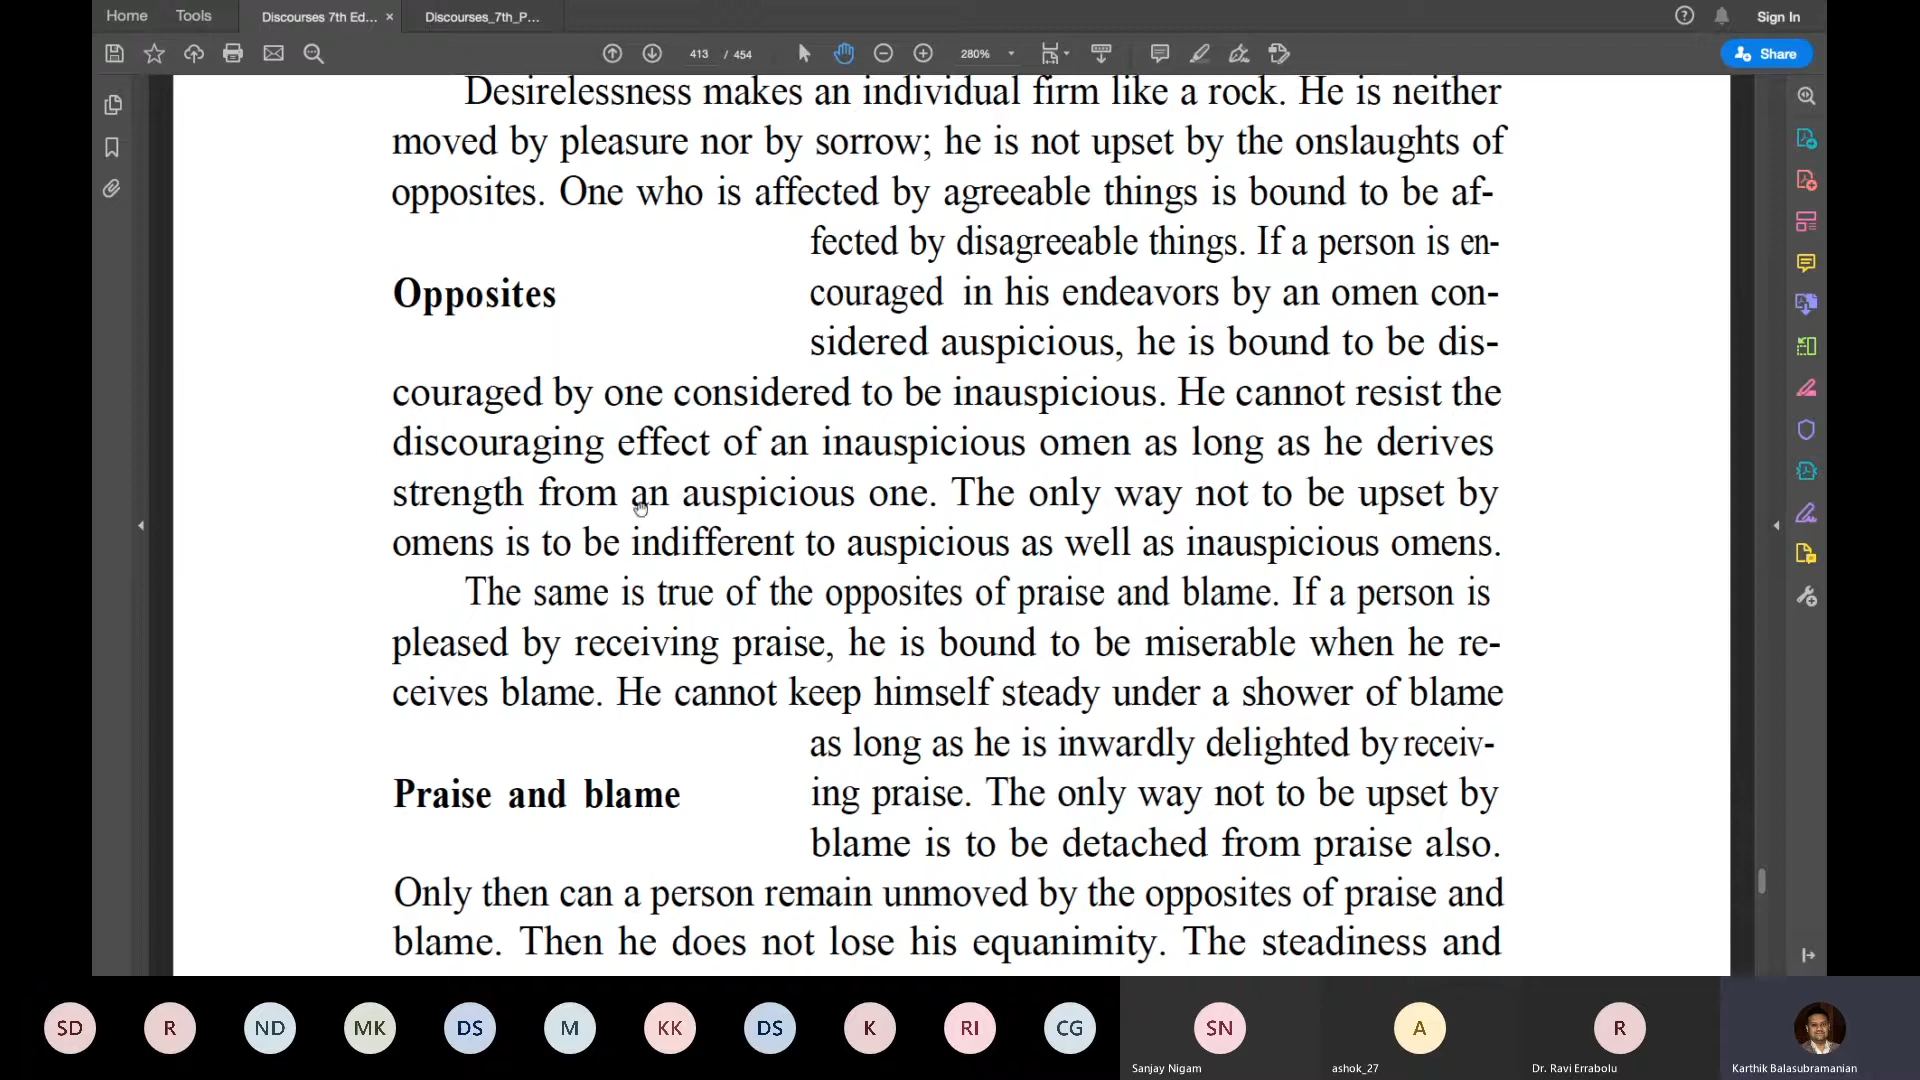 Home Tools Discourses 7th Ed... × Discourses_7th_P... Sign In
413 / 454 280% Share
Desirelessness makes an individual firm like a rock. He is neither
moved by pleasure nor by sorrow; he is not upset by the onslaughts of
opposites. One who is affected by agreeable things is bound to be af-
fected by disagreeable things. If a person is en-
Opposites couraged in his endeavors by an omen con-
sidered auspicious, he is bound to be dis-
couraged by one considered to be inauspicious. He cannot resist the
discouraging effect of an inauspicious omen as long as he derives
strength from an auspicious one. The only way not to be upset by
omens is to be indifferent to auspicious as well as inauspicious omens.
The same is true of the opposites of praise and blame. If a person is
pleased by receiving praise, he is bound to be miserable when he re-
ceives blame. He cannot keep himself steady under a shower of blame
as long as he is inwardly delighted by receiv-
Praise and blame ing praise. The only way not to be upset by
blame is to be detached from praise also.
Only then can a person remain unmoved by the opposites of praise and
blame. Then he does not lose his equanimity. The steadiness and
SD R ND MK DS M KK DS K RI CG SN A R
Sanjay Nigam ashok_27 Dr. Ravi Errabolu Karthik Balasubramanian